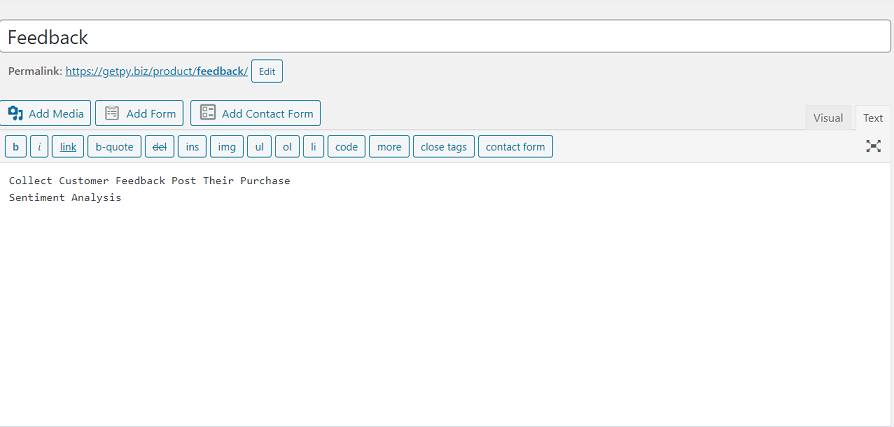 Feedback
Permalink: https://getpy.biz/product/feedback/ Edit
Add Media Add Form Add Contact Form Visual Text
b i link b-quote del ins img ul ol li code more close tags contact form
Collect Customer Feedback Post Their Purchase
Sentiment Analysis